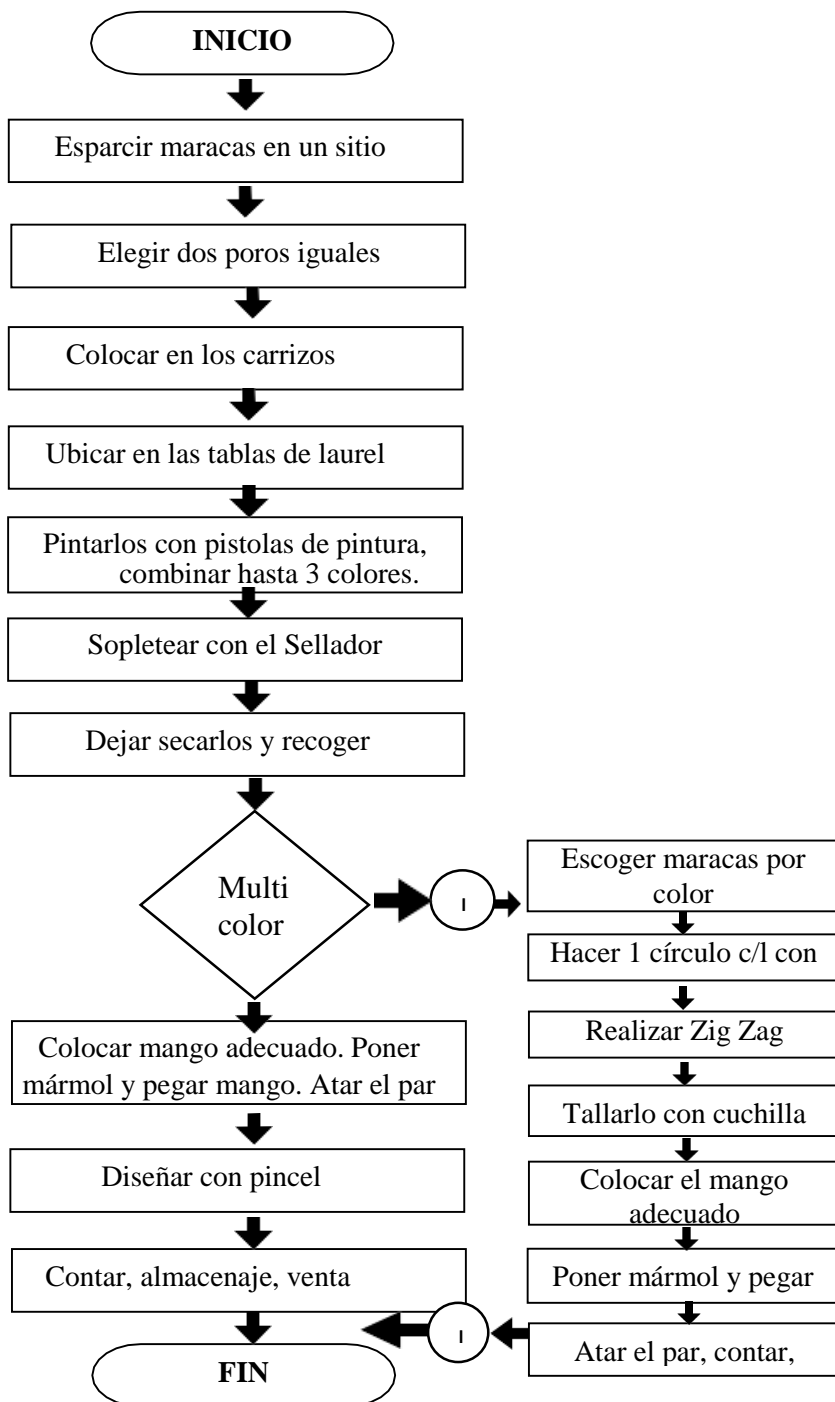 INICIO
Esparcir maracas en un sitio
Elegir dos poros iguales
Colocar en los carrizos
Ubicar en las tablas de laurel
Pintarlos con pistolas de pintura,
combinar hasta 3 colores.
Sopletear con el Sellador
Dejar secarlos y recoger
Multi
color
I
Escoger maracas por
color
Hacer 1 círculo c/l con
Realizar Zig Zag
Tallarlo con cuchilla
Colocar el mango
adecuado
Poner mármol y pegar
Atar el par, contar,
I
Colocar mango adecuado. Poner
mármol y pegar mango. Atar el par
Diseñar con pincel
Contar, almacenaje, venta
FIN